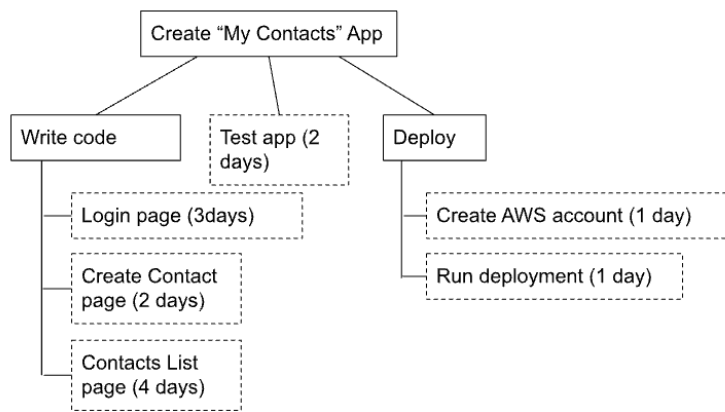 Create “My Contacts” App
Write code
Test app (2
days)
Deploy
Login page (3days)
Create Contact
page (2 days)
Contacts List
page (4 days)
Create AWS account (1 day)
Run deployment (1 day)